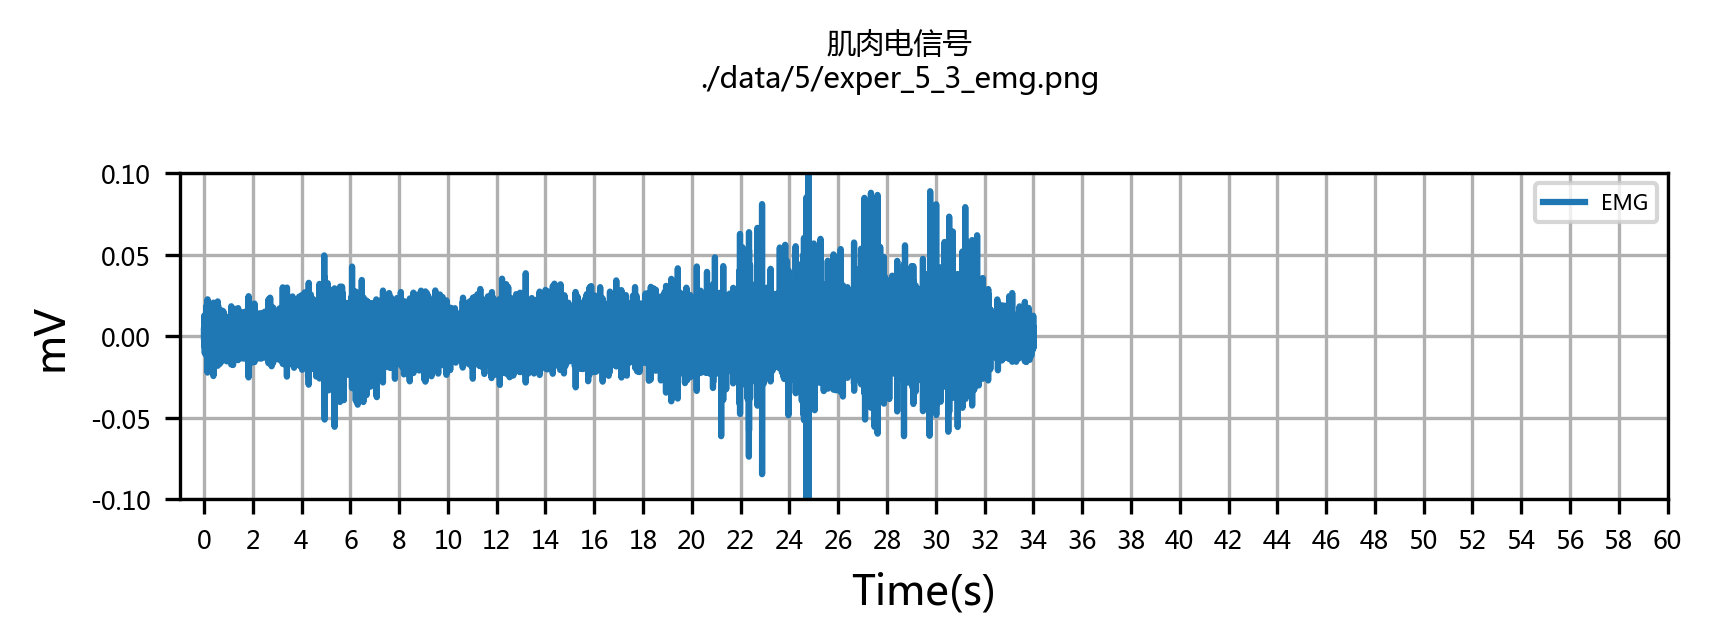 肌肉电信号
./data/5/exper_5_3_emg.png
EMG
mV
0.10
0.05
0.00
-0.05
-0.10
0 2 4 6 8 10 12 14 16 18 20 22 24 26 28 30 32 34 36 38 40 42 44 46 48 50 52 54 56 58 60
Time(s)